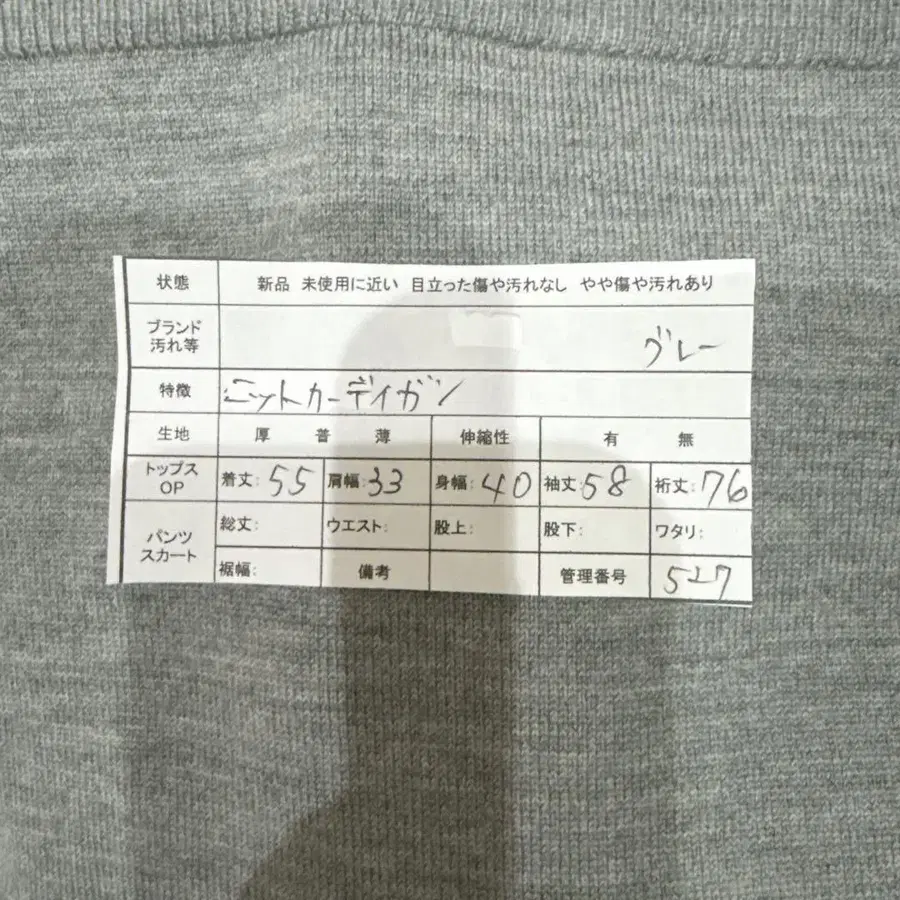 状態 新品 未使用に近い 目立った傷や汚れなし やや傷や汚れあり
ブランド
汚れ等 グレー
特徴 ニットカーデイガン
生地 厚 普 薄 伸縮性 有 無
トップス
OP 着丈:55 肩幅:33 身幅:40 袖丈:58 裄丈:76
パンツ
スカート 総丈: ウエスト: 股上: 股下: ワタリ:
裾幅: 備考 管理番号 527